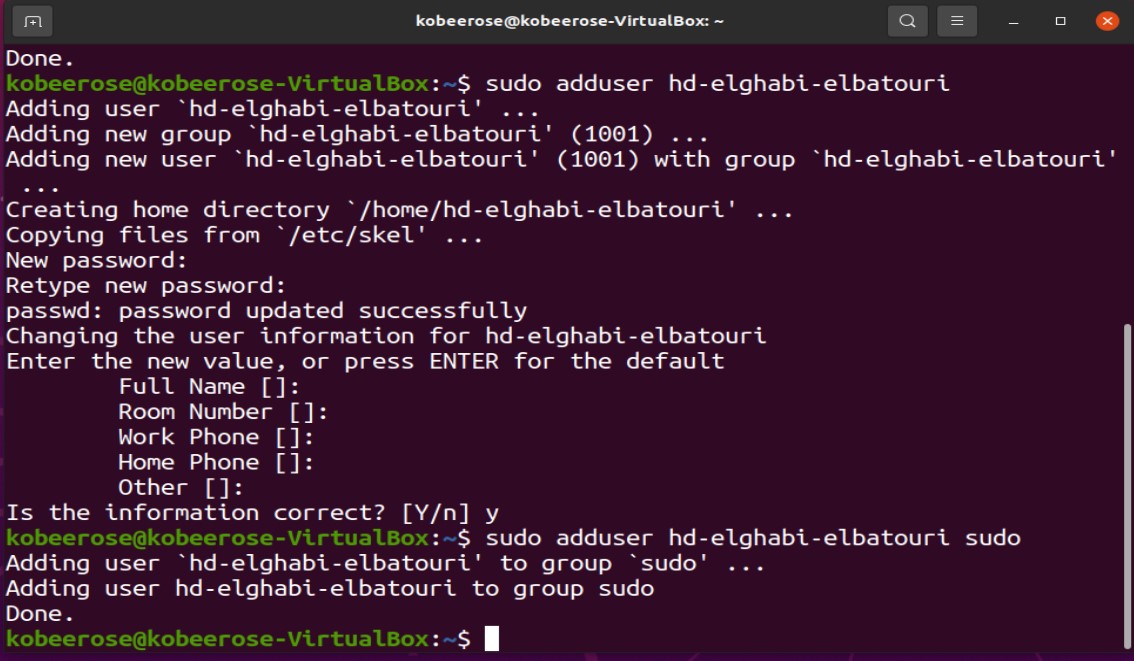 kobeerose@kobeerose-VirtualBox: ~
Done.
kobeerose@kobeerose-VirtualBox:~$ sudo adduser hd-elghabi-elbatouri
Adding user `hd-elghabi-elbatouri' ...
Adding new group `hd-elghabi-elbatouri' (1001) ...
Adding new user `hd-elghabi-elbatouri' (1001) with group `hd-elghabi-elbatouri'
 ...
Creating home directory `/home/hd-elghabi-elbatouri' ...
Copying files from `/etc/skel' ...
New password:
Retype new password:
passwd: password updated successfully
Changing the user information for hd-elghabi-elbatouri
Enter the new value, or press ENTER for the default
        Full Name []:
        Room Number []:
        Work Phone []:
        Home Phone []:
        Other []:
Is the information correct? [Y/n] y
kobeerose@kobeerose-VirtualBox:~$ sudo adduser hd-elghabi-elbatouri sudo
Adding user `hd-elghabi-elbatouri' to group `sudo' ...
Adding user hd-elghabi-elbatouri to group sudo
Done.
kobeerose@kobeerose-VirtualBox:~$